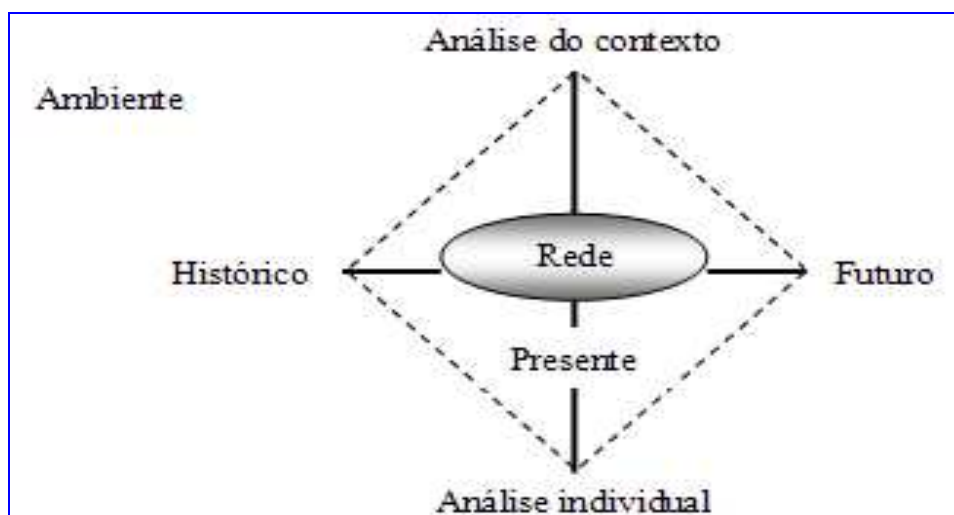 Análise do contexto
Ambiente
Rede
Histórico
Futuro
Presente
Análise individual